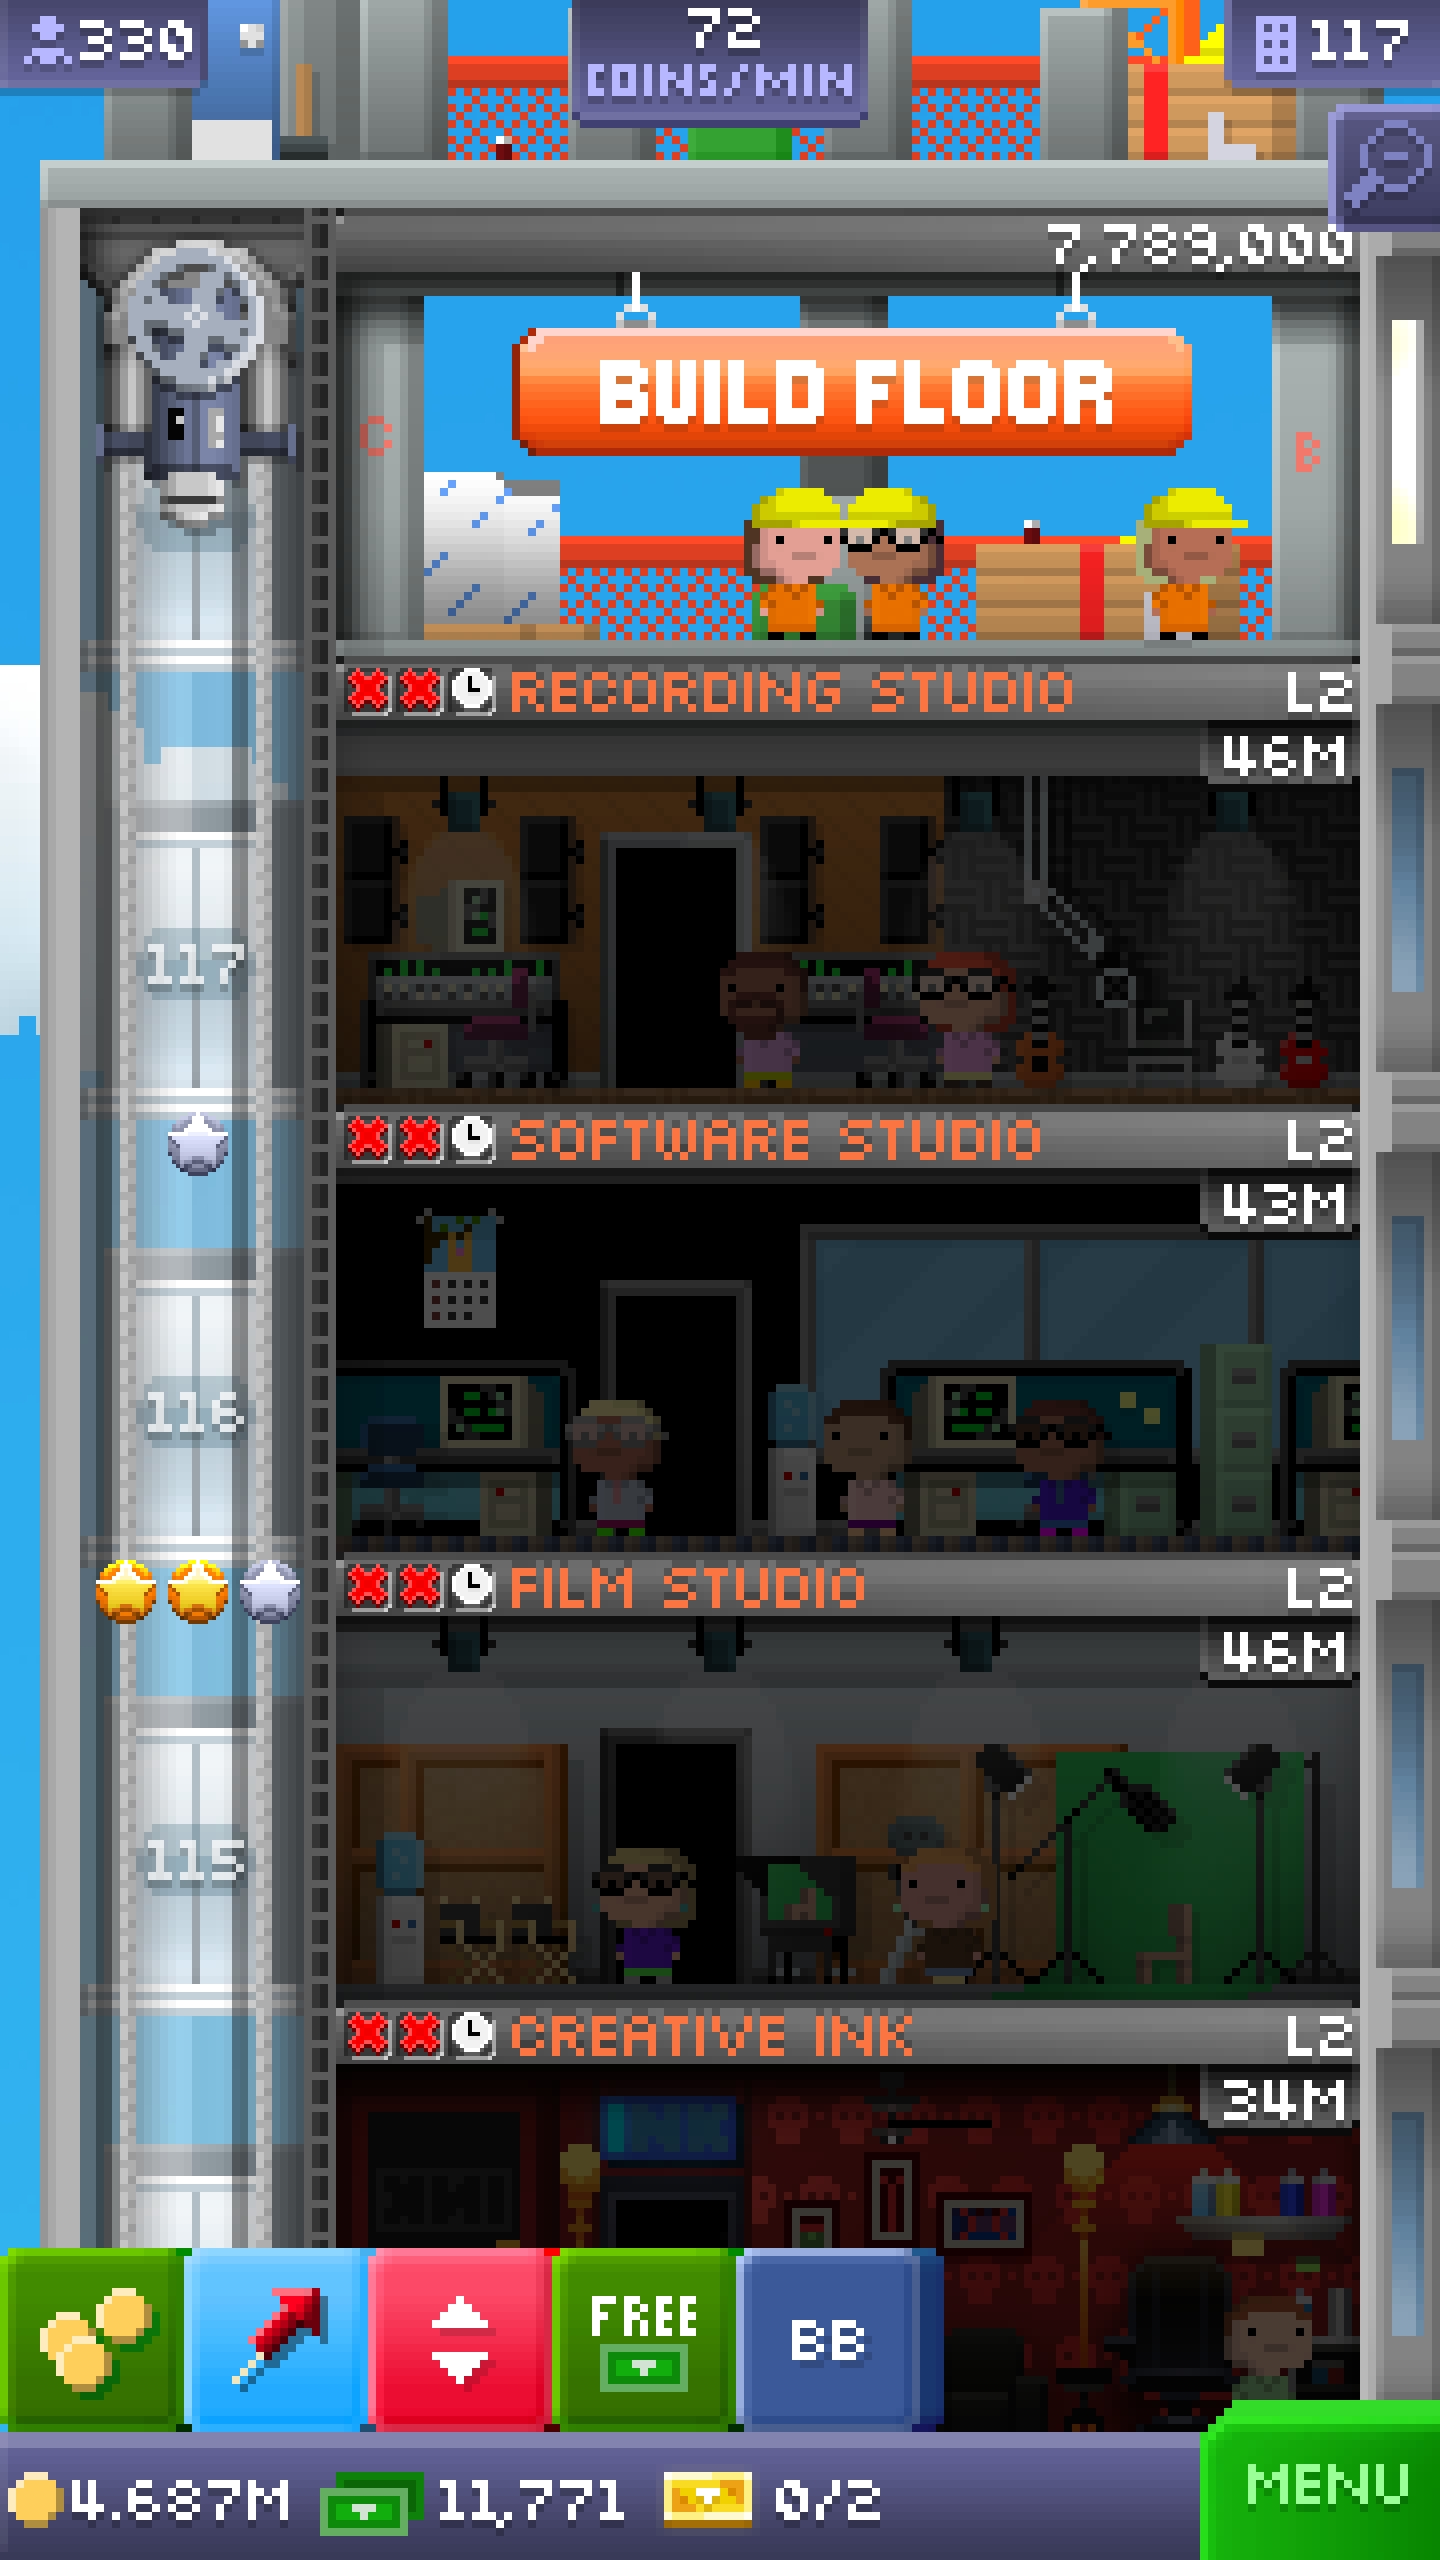 330
72
COINS/MIN
117
7,789,000
BUILD FLOOR
C
B
RECORDING STUDIO
L2
46M
117
SOFTWARE STUDIO
L2
43M
116
FILM STUDIO
L2
46M
115
CREATIVE INK
L2
34M
INK
FREE
BB
4.687M
11,771
0/2
MENU